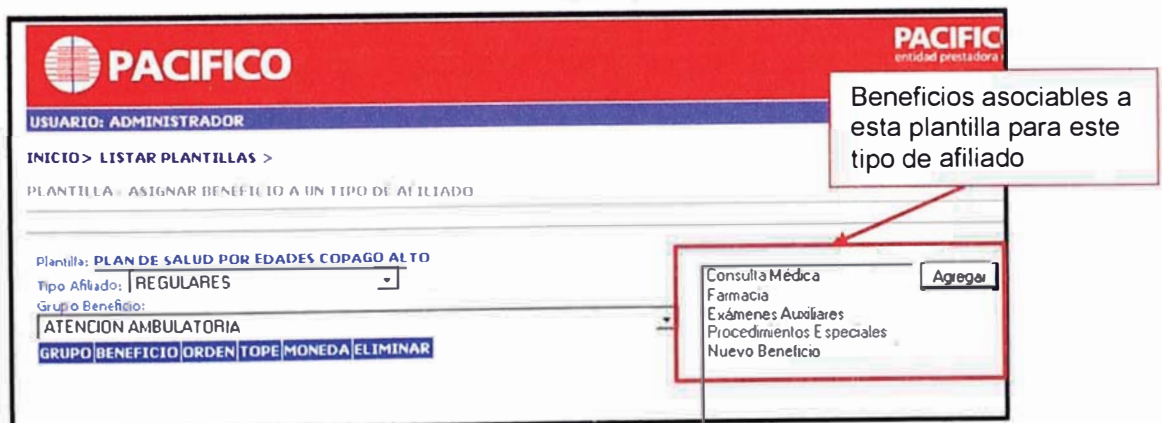 PACIFICO
PACIFIC
entidad prestadora
USUARIO: ADMINISTRADOR
Beneficios asociables a
esta plantilla para este
tipo de afiliado
INICIO> LISTAR PLANTILLAS >
PLANTILLA - ASIGNAR BENEFICIO A UN TIPO DE AFILIADO
Plantilla: PLAN DE SALUD POR EDADES COPAGO ALTO
Tipo Afiliado: REGULARES
Grupo Beneficio:
ATENCION AMBULATORIA
GRUPO BENEFICIO ORDEN TOPE MONEDA ELIMINAR
Consulta Médica
Farmacia
Exámenes Auxiliares
Procedimientos Especiales
Nuevo Beneficio
Agregar